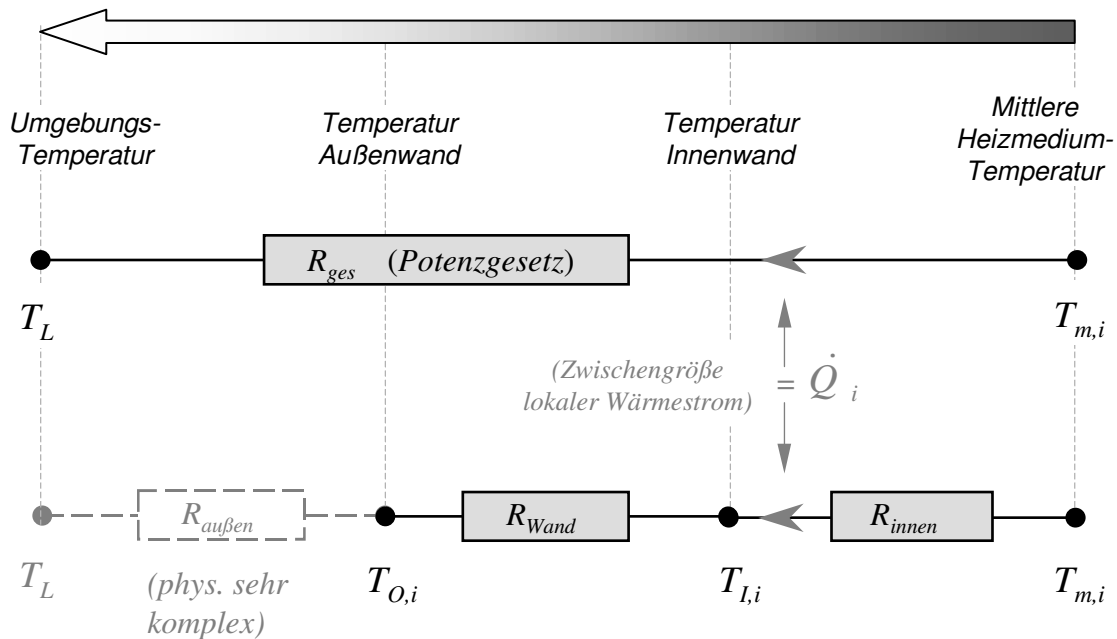 Umgebungs-
Temperatur
Temperatur
Außenwand
Temperatur
Innenwand
Mittlere
Heizmedium-
Temperatur
R_ges (Potenzgesetz)
T_L
T_m,i
(Zwischengröße
lokaler Wärmestrom)
= Q̇ i
R_außen
R_Wand
R_innen
T_L
(phys. sehr
komplex)
T_O,i
T_I,i
T_m,i